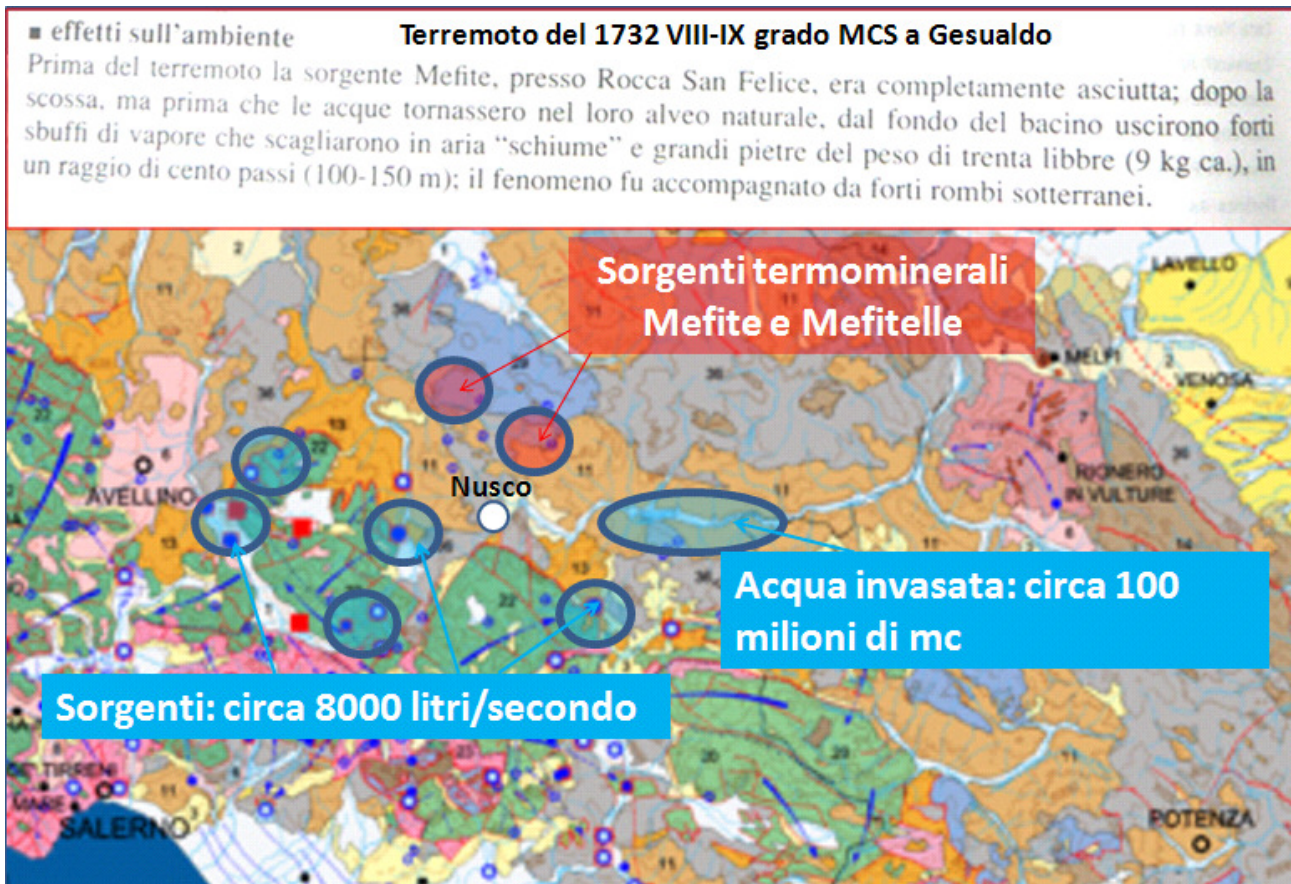 ▪ effetti sull'ambiente
Terremoto del 1732 VIII-IX grado MCS a Gesualdo
Prima del terremoto la sorgente Mefite, presso Rocca San Felice, era completamente asciutta; dopo la
scossa, ma prima che le acque tornassero nel loro alveo naturale, dal fondo del bacino uscirono forti
sbuffi di vapore che scagliarono in aria "schiume" e grandi pietre del peso di trenta libbre (9 kg ca.), in
un raggio di cento passi (100-150 m); il fenomeno fu accompagnato da forti rombi sotterranei.
Sorgenti termominerali
Mefite e Mefitelle
LAVELLO
MELFI
VENOSA
AVELLINO
Nusco
RIONERO
IN VULTURE
Acqua invasata: circa 100
milioni di mc
Sorgenti: circa 8000 litri/secondo
TIRRENI
MARE
SALERNO
POTENZA